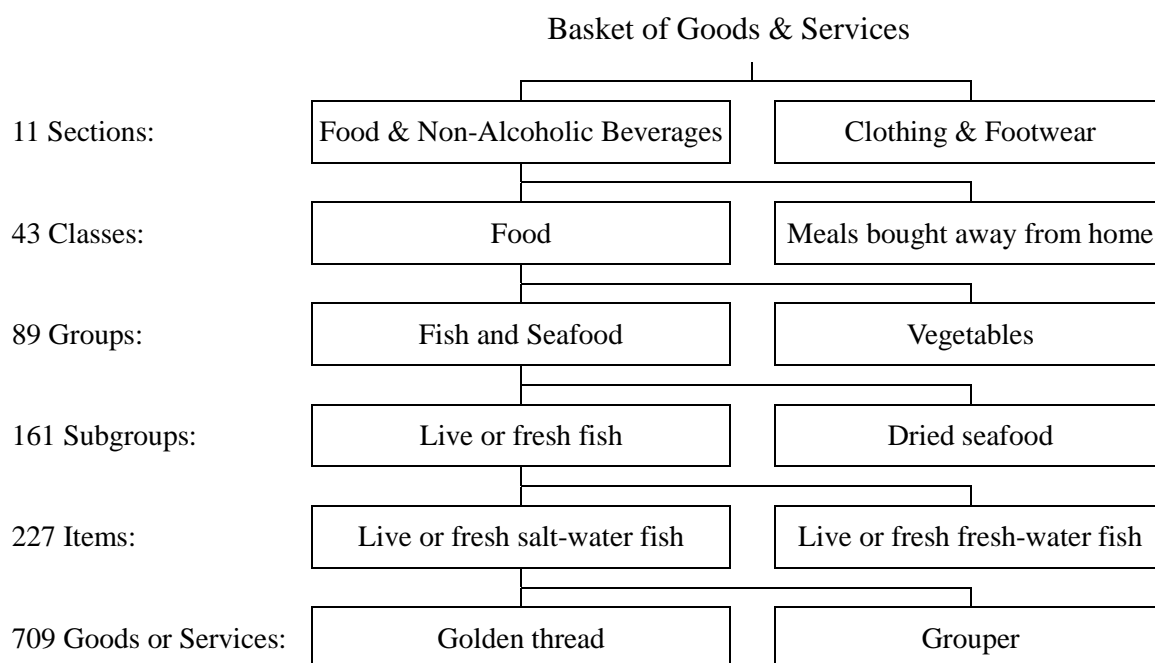 Basket of Goods & Services
11 Sections:
Food & Non-Alcoholic Beverages
Clothing & Footwear
43 Classes:
Food
Meals bought away from home
89 Groups:
Fish and Seafood
Vegetables
161 Subgroups:
Live or fresh fish
Dried seafood
227 Items:
Live or fresh salt-water fish
Live or fresh fresh-water fish
709 Goods or Services:
Golden thread
Grouper